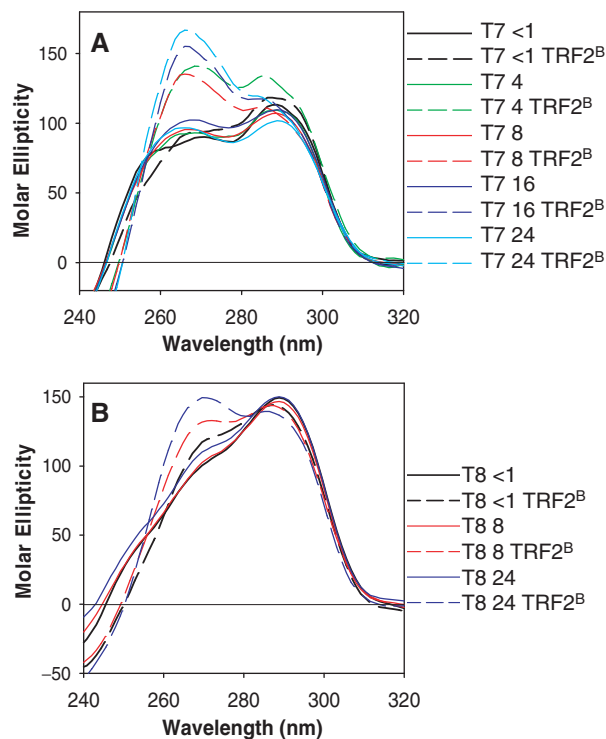 A
Molar Ellipticity
150
100
50
0
240 260 280 300 320
Wavelength (nm)
T7 <1
T7 <1 TRF2ᴮ
T7 4
T7 4 TRF2ᴮ
T7 8
T7 8 TRF2ᴮ
T7 16
T7 16 TRF2ᴮ
T7 24
T7 24 TRF2ᴮ
B
Molar Ellipticity
150
100
50
0
−50
240 260 280 300 320
Wavelength (nm)
T8 <1
T8 <1 TRF2ᴮ
T8 8
T8 8 TRF2ᴮ
T8 24
T8 24 TRF2ᴮ